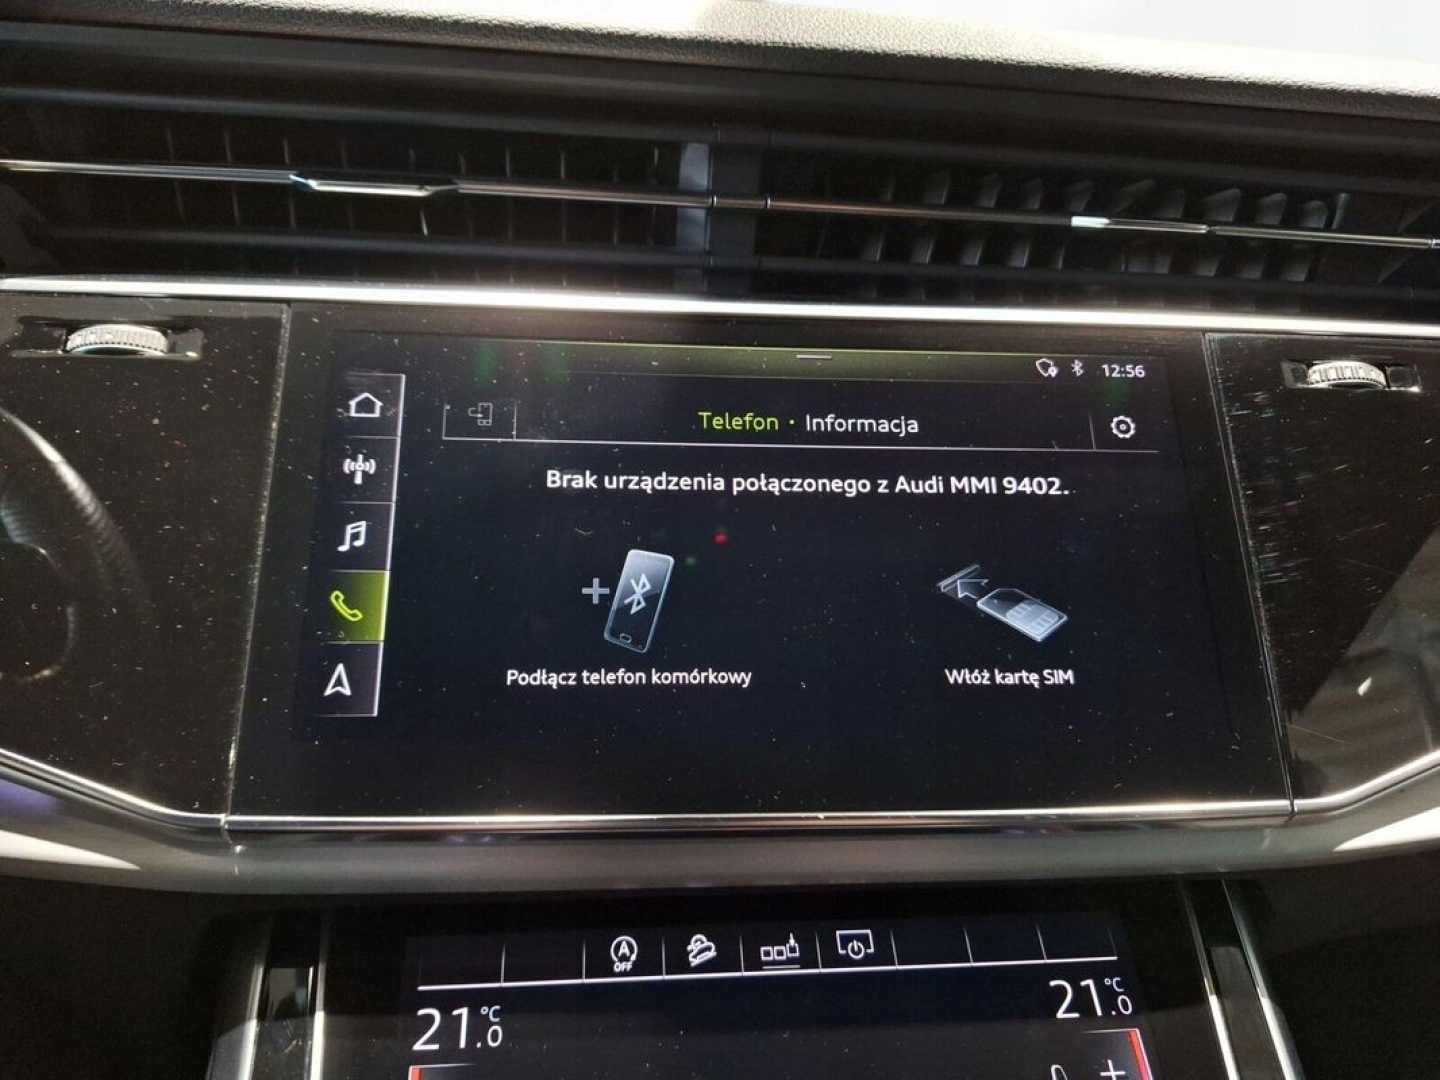 12:56
Telefon · Informacja
Brak urządzenia połączonego z Audi MMI 9402.
Podłącz telefon komórkowy
Włóż kartę SIM
A
OFF
21.0 °C
21.0 °C